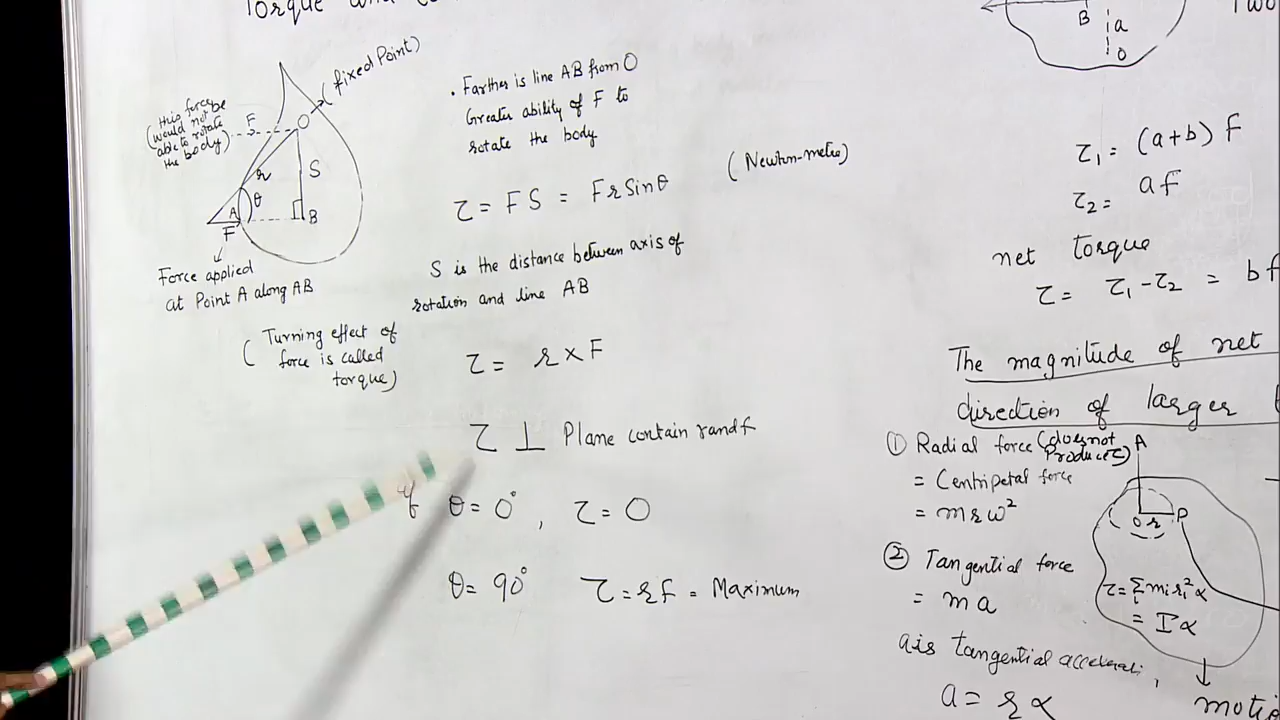 Torque and
(fixed Point)
(this force
would not be
able to rotate
the body)
F
O
r
S
θ
A
B
F
Force applied
at Point A along AB
(Turning effect of
force is called
torque)
. Farther is line AB from O
Greater ability of F to
rotate the body
τ = FS = Fr Sinθ
(Newton-metre)
S is the distance between axis of
rotation and line AB
τ = r × F
τ ⊥ Plane contain r and f
if θ = 0°, τ = 0
θ = 90° τ = rf = Maximum
B
a
O
τ₁ = (a+b) F
τ₂ = af
net torque
τ = τ₁ - τ₂ = bf
The magnitude of net
direction of larger
① Radial force (does not
Produce τ)
= Centripetal force
= mrω²
② Tangential force
= ma
a is tangential
a = rα
A
O r P
τ = Σ mᵢrᵢ²α
i
= Iα